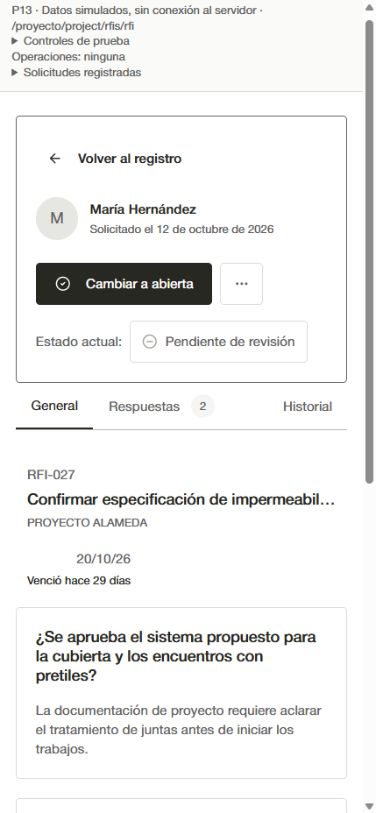 P13 · Datos simulados, sin conexión al servidor ·
/proyecto/project/rfis/rfi
Controles de prueba
Operaciones: ninguna
Solicitudes registradas
Volver al registro
M
María Hernández
Solicitado el 12 de octubre de 2026
Cambiar a abierta
Estado actual:
Pendiente de revisión
General Respuestas 2 Historial
RFI-027
Confirmar especificación de impermeabil...
PROYECTO ALAMEDA
20/10/26
Venció hace 29 días
¿Se aprueba el sistema propuesto para
la cubierta y los encuentros con
pretiles?
La documentación de proyecto requiere aclarar
el tratamiento de juntas antes de iniciar los
trabajos.